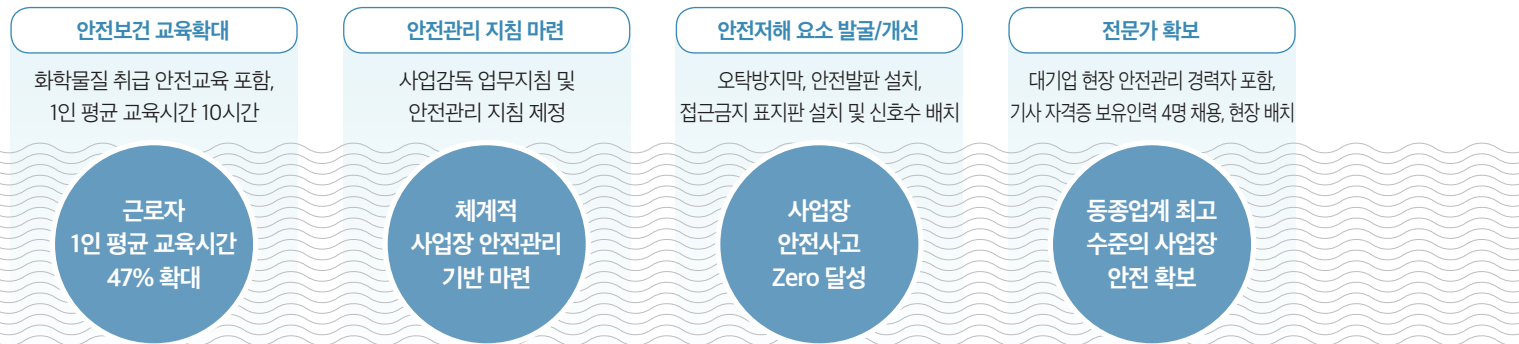 안전보건 교육확대
화학물질 취급 안전교육 포함,
1인 평균 교육시간 10시간
근로자
1인 평균 교육시간
47% 확대
안전관리 지침 마련
사업감독 업무지침 및
안전관리 지침 제정
체계적
사업장 안전관리
기반 마련
안전저해 요소 발굴/개선
오탁방지막, 안전발판 설치,
접근금지 표지판 설치 및 신호수 배치
사업장
안전사고
Zero 달성
전문가 확보
대기업 현장 안전관리 경력자 포함,
기사 자격증 보유인력 4명 채용, 현장 배치
동종업계 최고
수준의 사업장
안전 확보